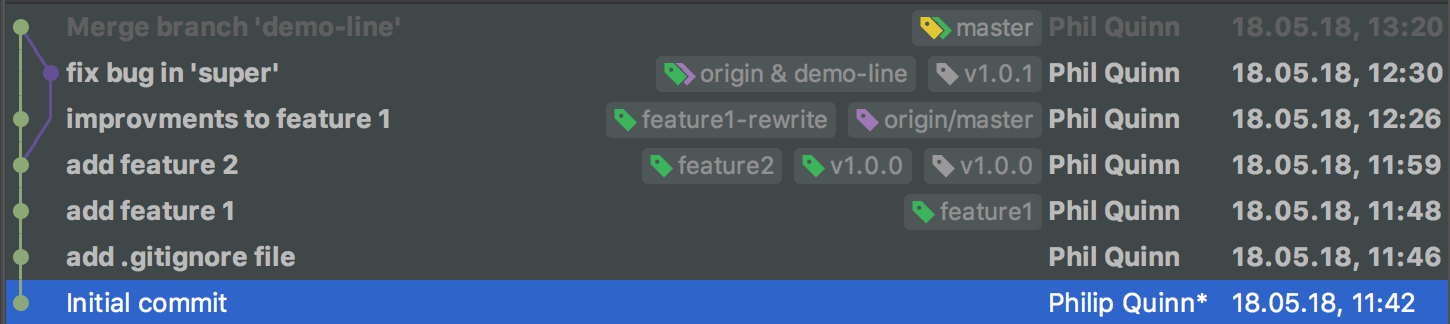 Merge branch 'demo-line' master Phil Quinn 18.05.18, 13:20
fix bug in 'super' origin & demo-line v1.0.1 Phil Quinn 18.05.18, 12:30
improvments to feature 1 feature1-rewrite origin/master Phil Quinn 18.05.18, 12:26
add feature 2 feature2 v1.0.0 v1.0.0 Phil Quinn 18.05.18, 11:59
add feature 1 feature1 Phil Quinn 18.05.18, 11:48
add .gitignore file Phil Quinn 18.05.18, 11:46
Initial commit Philip Quinn* 18.05.18, 11:42